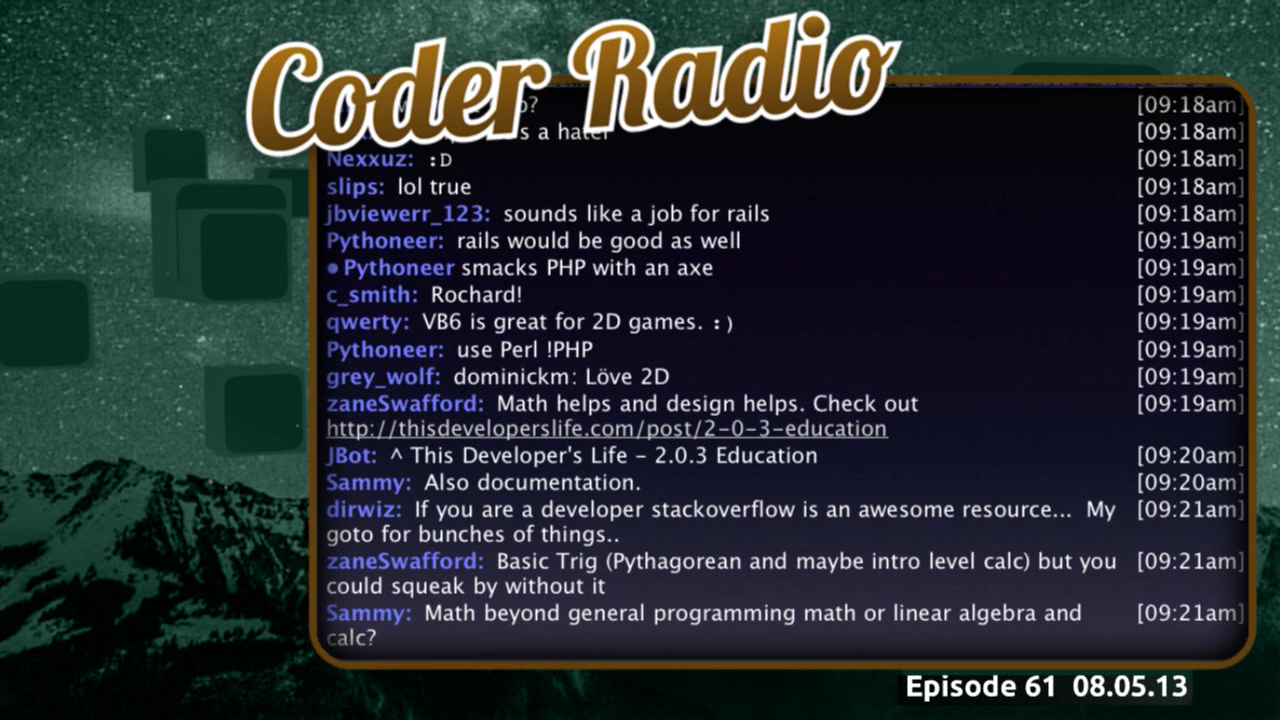 Coder Radio
?
[09:18am]
s a hater
[09:18am]
Nexxuz: :D
[09:18am]
slips: lol true
[09:18am]
jbviewerr_123: sounds like a job for rails
[09:18am]
Pythoneer: rails would be good as well
[09:19am]
•Pythoneer smacks PHP with an axe
[09:19am]
c_smith: Rochard!
[09:19am]
qwerty: VB6 is great for 2D games. :)
[09:19am]
Pythoneer: use Perl !PHP
[09:19am]
grey_wolf: dominickm: Löve 2D
[09:19am]
zaneSwafford: Math helps and design helps. Check out
[09:19am]
http://thisdeveloperslife.com/post/2-0-3-education
JBot: ^ This Developer's Life – 2.0.3 Education
[09:20am]
Sammy: Also documentation.
[09:20am]
dirwiz: If you are a developer stackoverflow is an awesome resource... My
[09:21am]
goto for bunches of things..
zaneSwafford: Basic Trig (Pythagorean and maybe intro level calc) but you
[09:21am]
could squeak by without it
Sammy: Math beyond general programming math or linear algebra and
[09:21am]
calc?
Episode 61 08.05.13